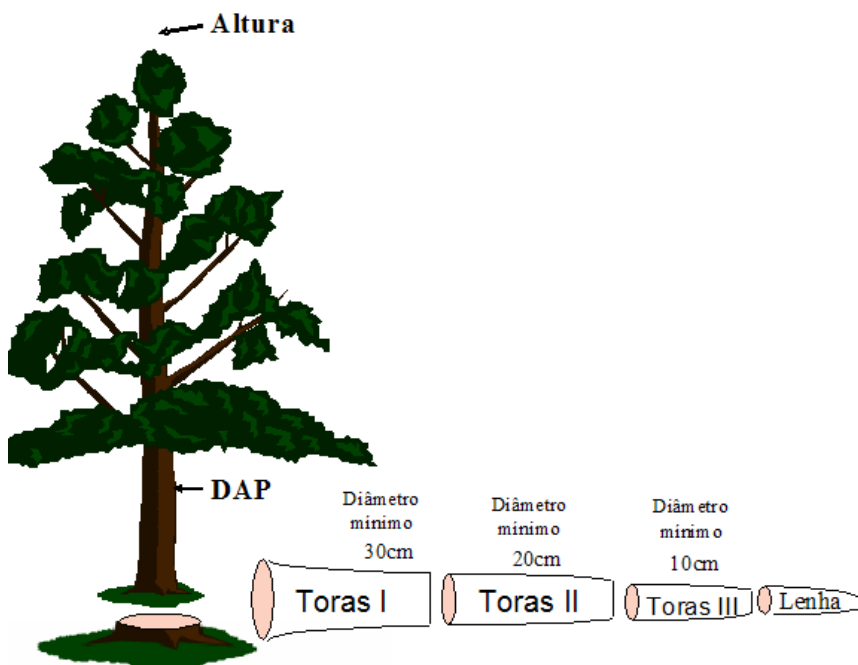 Altura
DAP
Diâmetro
mínimo
30cm
Diâmetro
mínimo
20cm
Diâmetro
mínimo
10cm
Toras I
Toras II
Toras III
Lenha